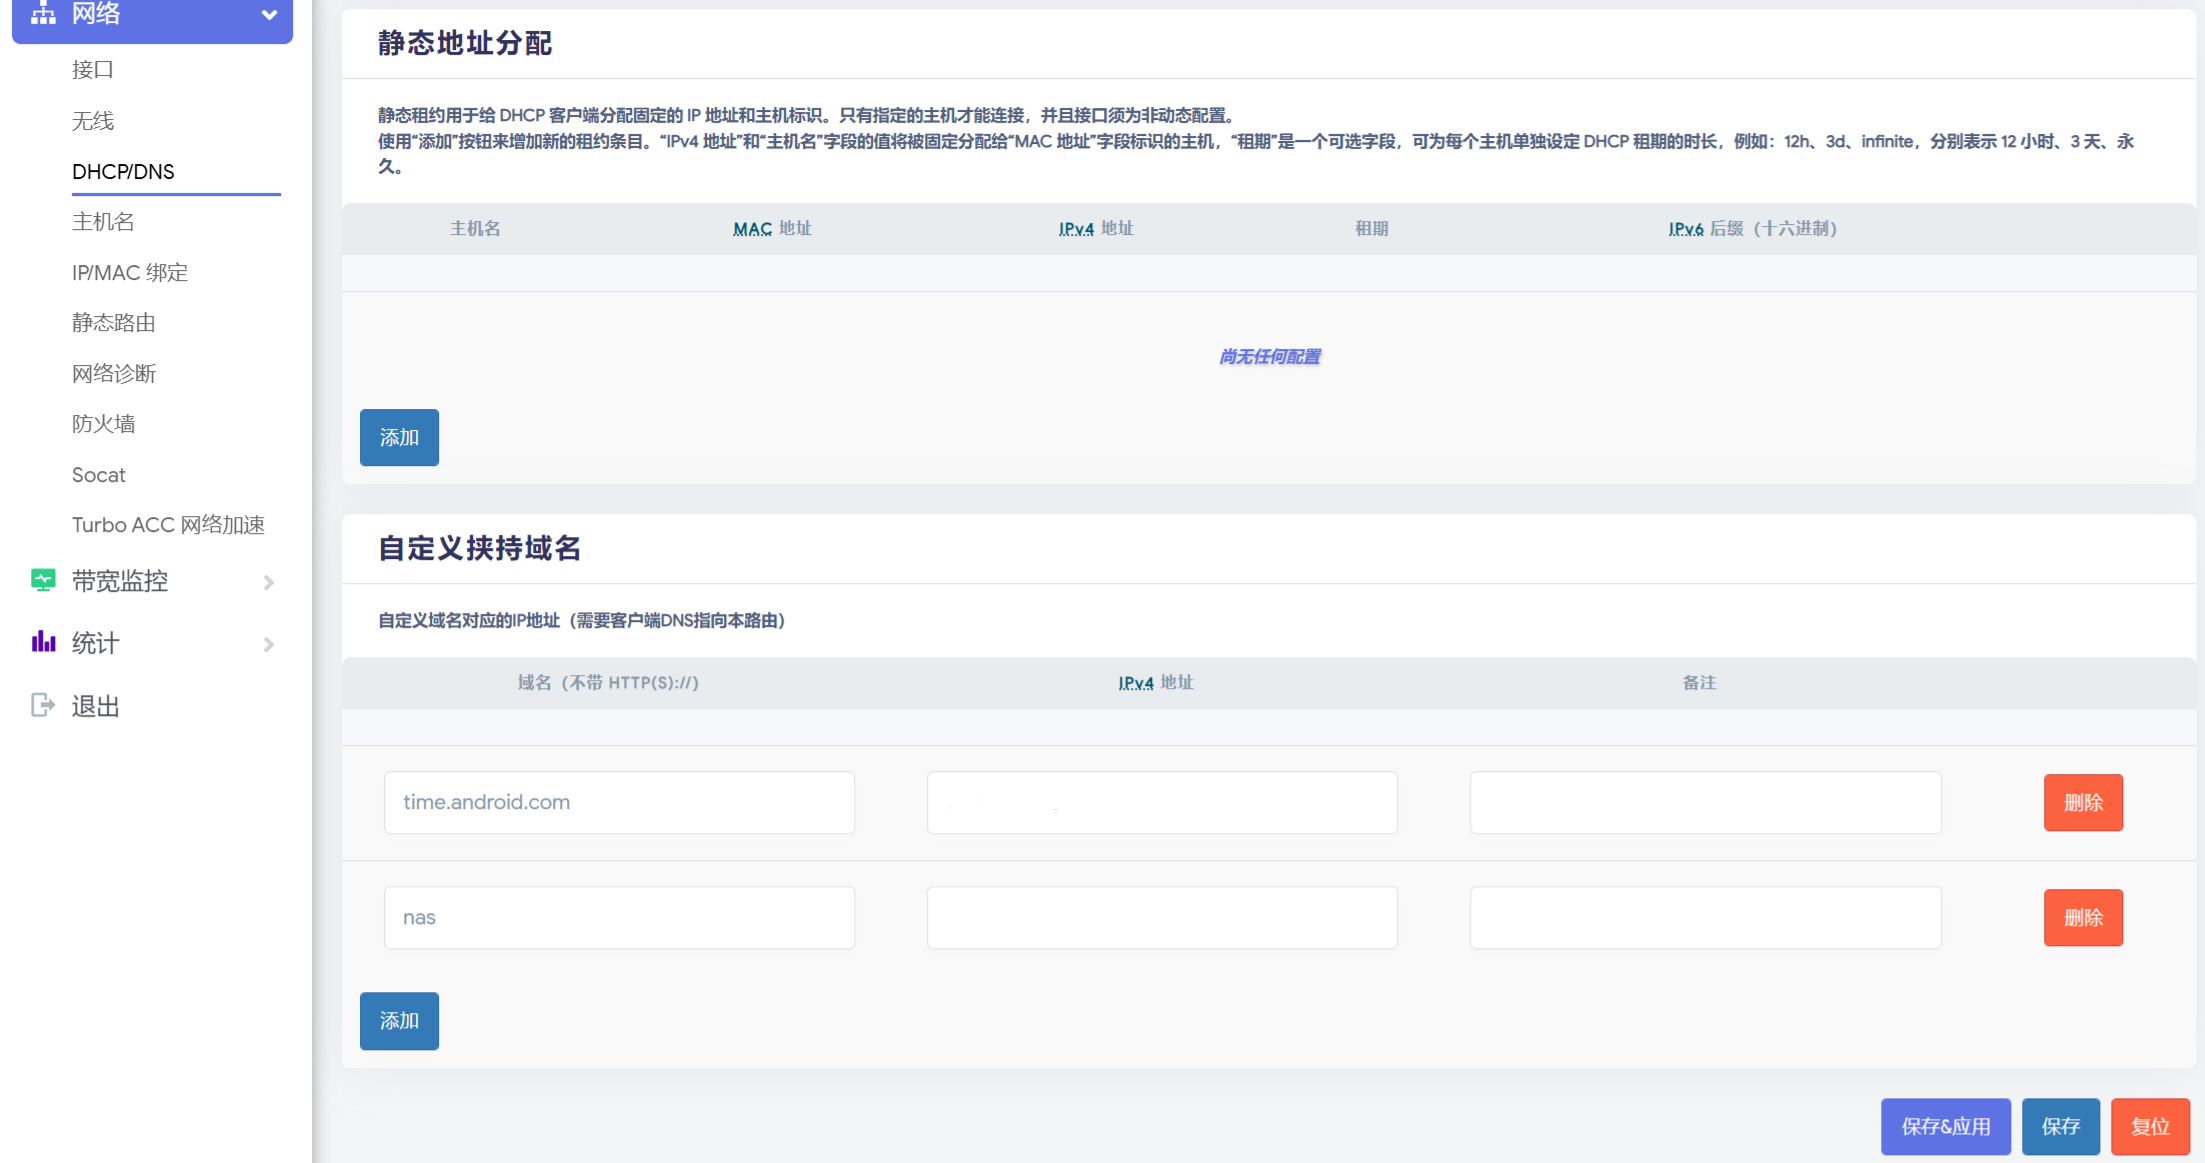 网络
接口
无线
DHCP/DNS
主机名
IP/MAC 绑定
静态路由
网络诊断
防火墙
Socat
Turbo ACC 网络加速
带宽监控
统计
退出
静态地址分配
静态租约用于给 DHCP 客户端分配固定的 IP 地址和主机标识。只有指定的主机才能连接，并且接口须为非动态配置。
使用“添加”按钮来增加新的租约条目。“IPv4 地址”和“主机名”字段的值将被固定分配给“MAC 地址”字段标识的主机，“租期”是一个可选字段，可为每个主机单独设定 DHCP 租期的时长，例如：12h、3d、infinite，分别表示 12 小时、3 天、永
久。
主机名 MAC 地址 IPv4 地址 租期 IPv6 后缀（十六进制）
尚无任何配置
添加
自定义挟持域名
自定义域名对应的IP地址（需要客户端DNS指向本路由）
域名（不带 HTTP(S)://） IPv4 地址 备注
time.android.com 删除
nas 删除
添加
保存&应用 保存 复位